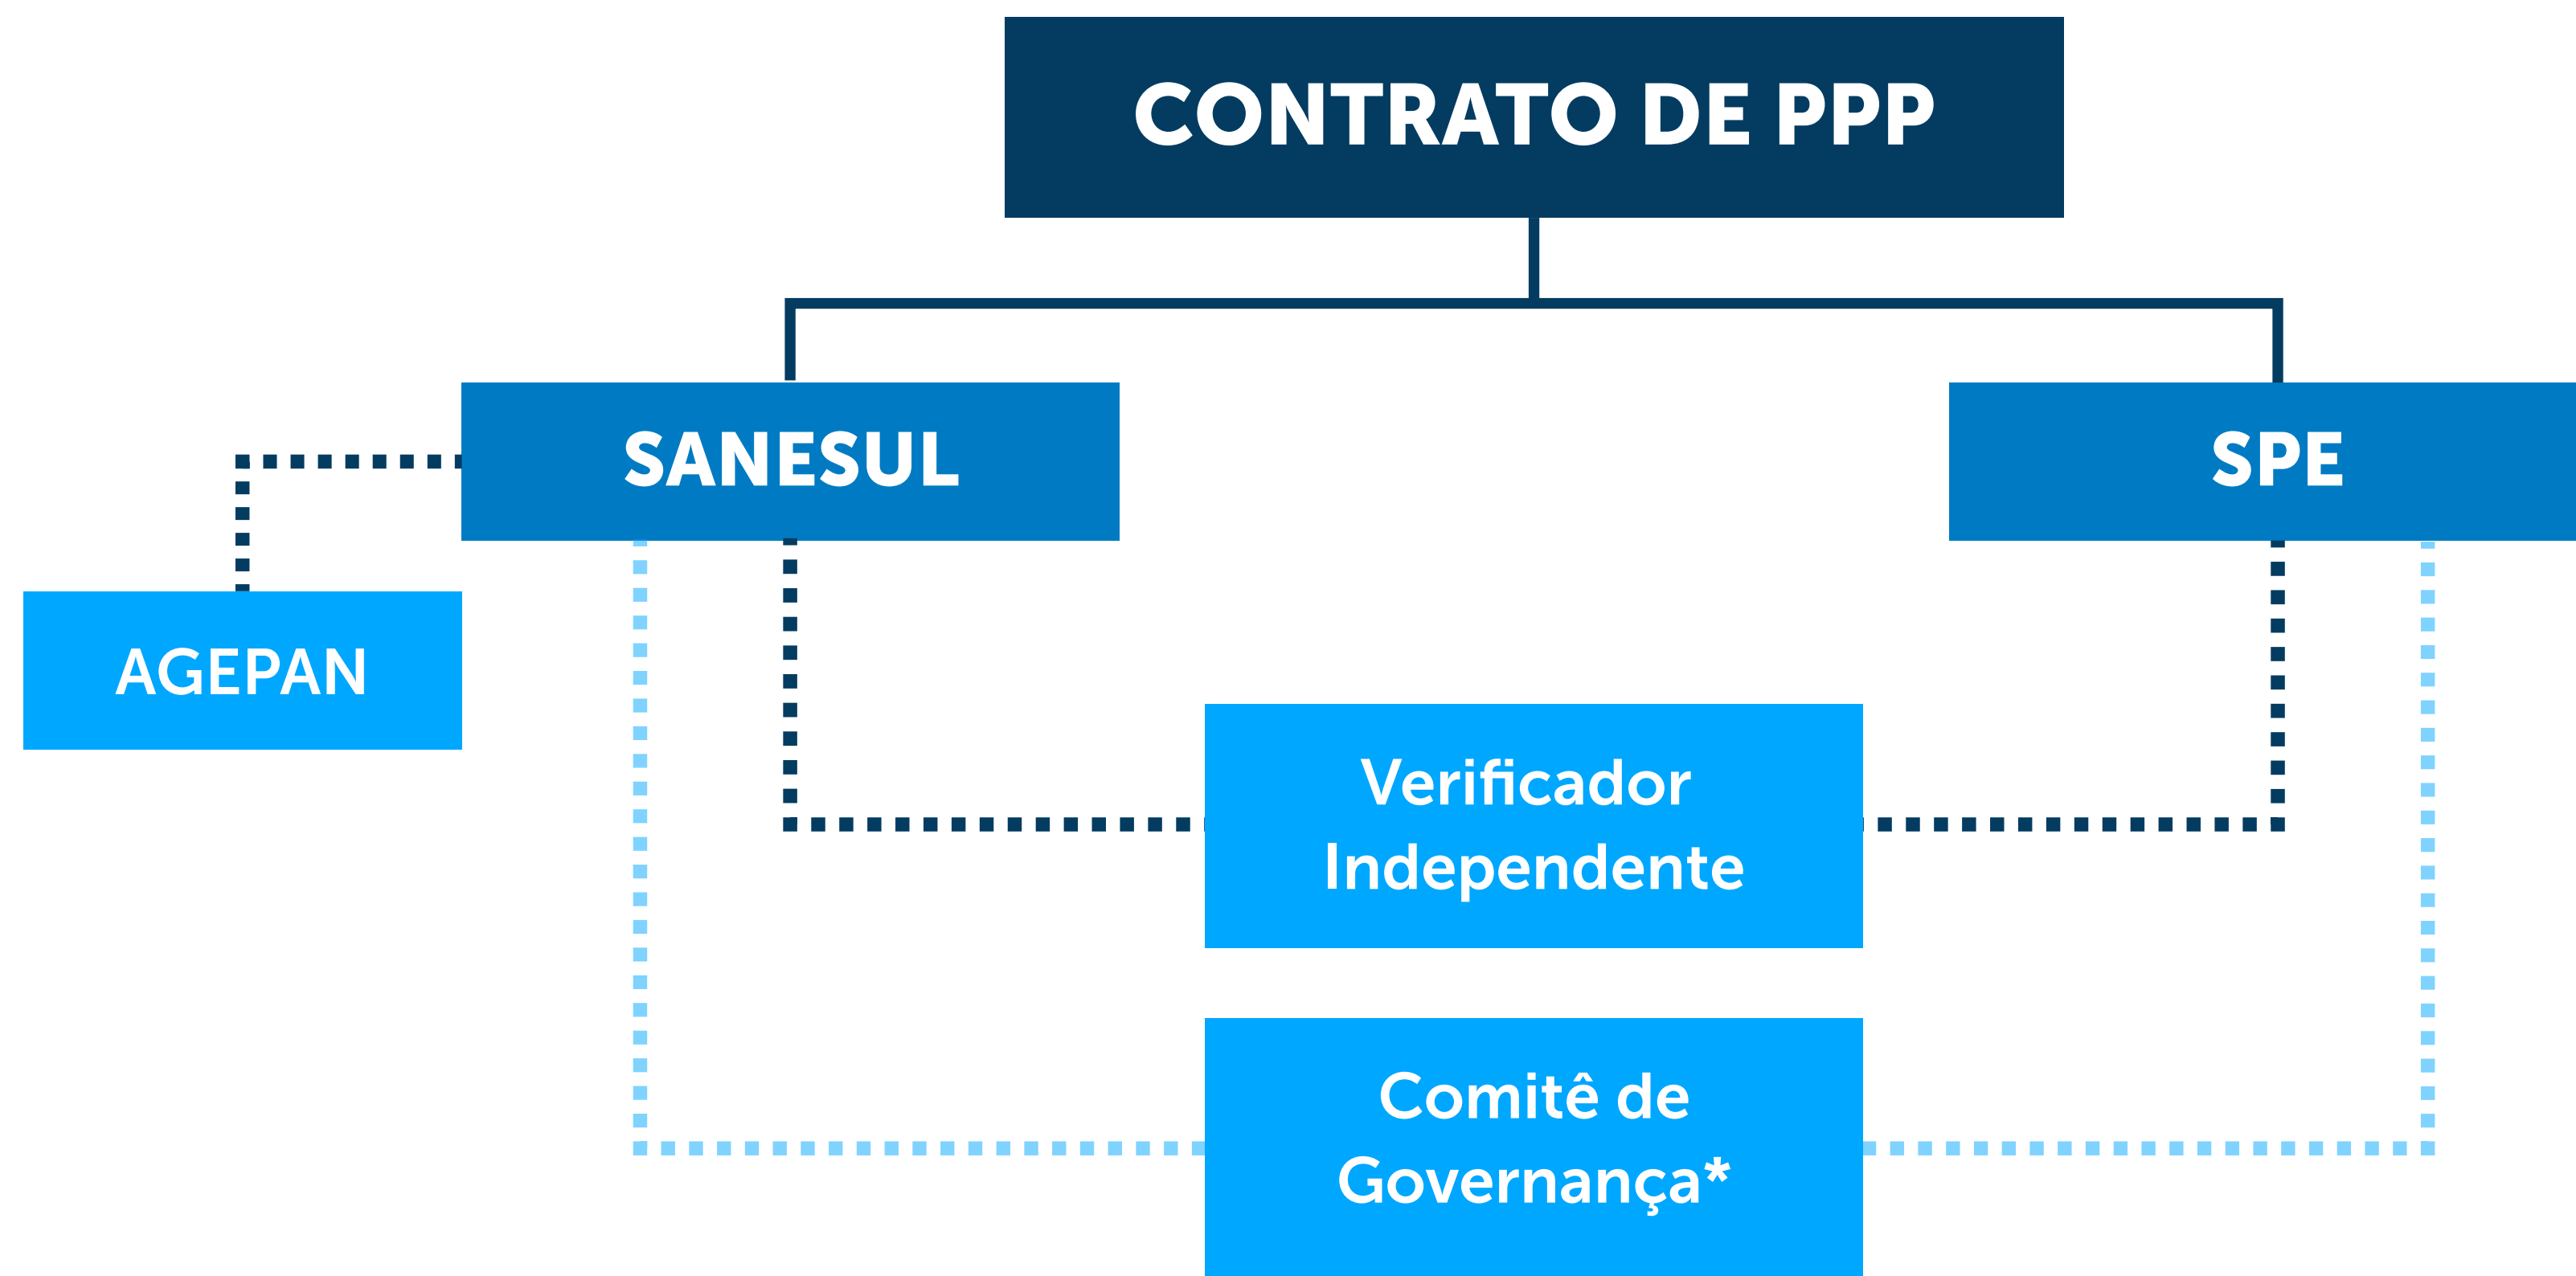 CONTRATO DE PPP
SANESUL
SPE
AGEPAN
Verificador
Independente
Comitê de
Governança*